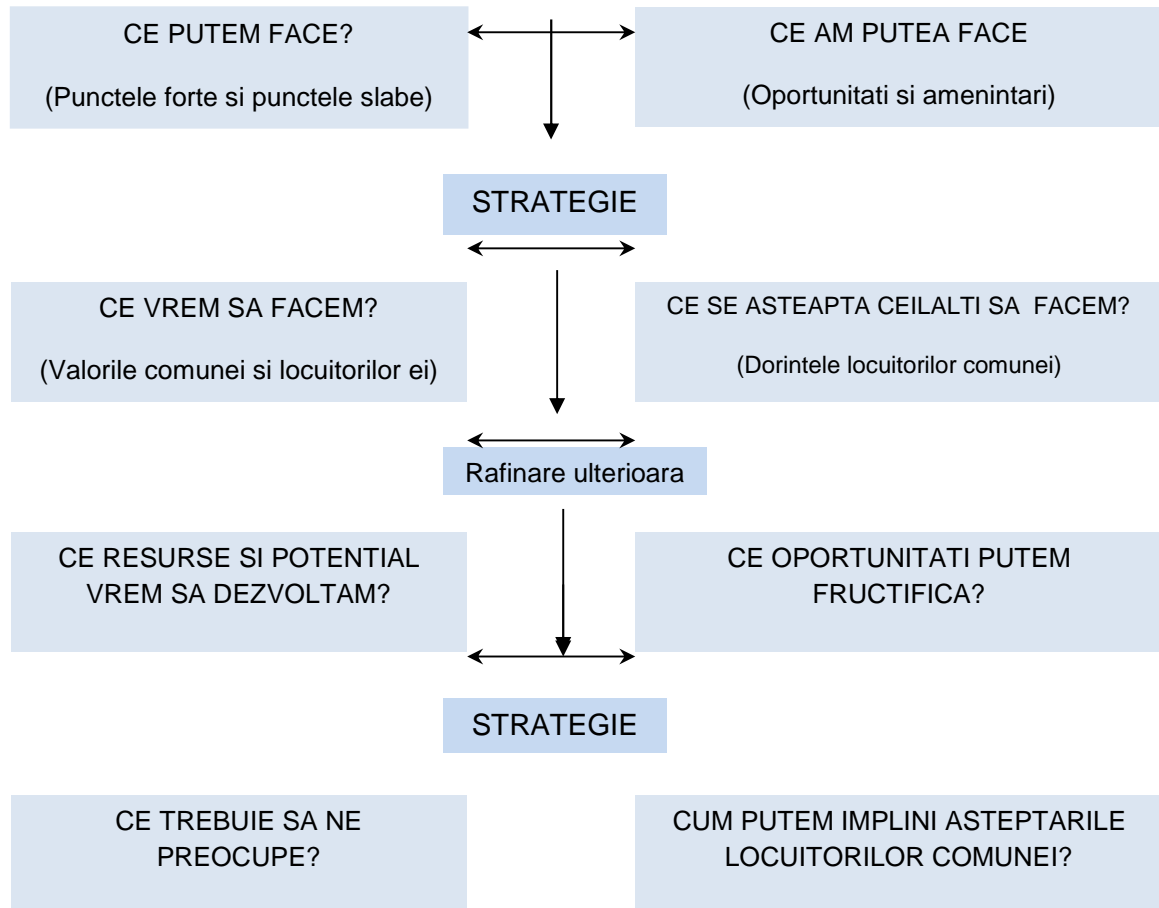 CE PUTEM FACE?
(Punctele forte si punctele slabe)
CE AM PUTEA FACE
(Oportunitati si amenintari)
STRATEGIE
CE VREM SA FACEM?
(Valorile comunei si locuitorilor ei)
CE SE ASTEAPTA CEILALTI SA FACEM?
(Dorintele locuitorilor comunei)
Rafinare ulterioara
CE RESURSE SI POTENTIAL
VREM SA DEZVOLTAM?
CE OPORTUNITATI PUTEM
FRUCTIFICA?
STRATEGIE
CE TREBUIE SA NE
PREOCUPE?
CUM PUTEM IMPLINI ASTEPTARILE
LOCUITORILOR COMUNEI?